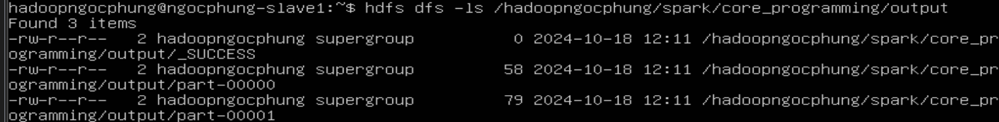 hadoopngocphung@ngocphung-slave1:~$ hdfs dfs -ls /hadoopngocphung/spark/core_programming/output
Found 3 items
-rw-r--r--   2 hadoopngocphung supergroup          0 2024-10-18 12:11 /hadoopngocphung/spark/core_pr
ogramming/output/_SUCCESS
-rw-r--r--   2 hadoopngocphung supergroup         58 2024-10-18 12:11 /hadoopngocphung/spark/core_pr
ogramming/output/part-00000
-rw-r--r--   2 hadoopngocphung supergroup         79 2024-10-18 12:11 /hadoopngocphung/spark/core_pr
ogramming/output/part-00001